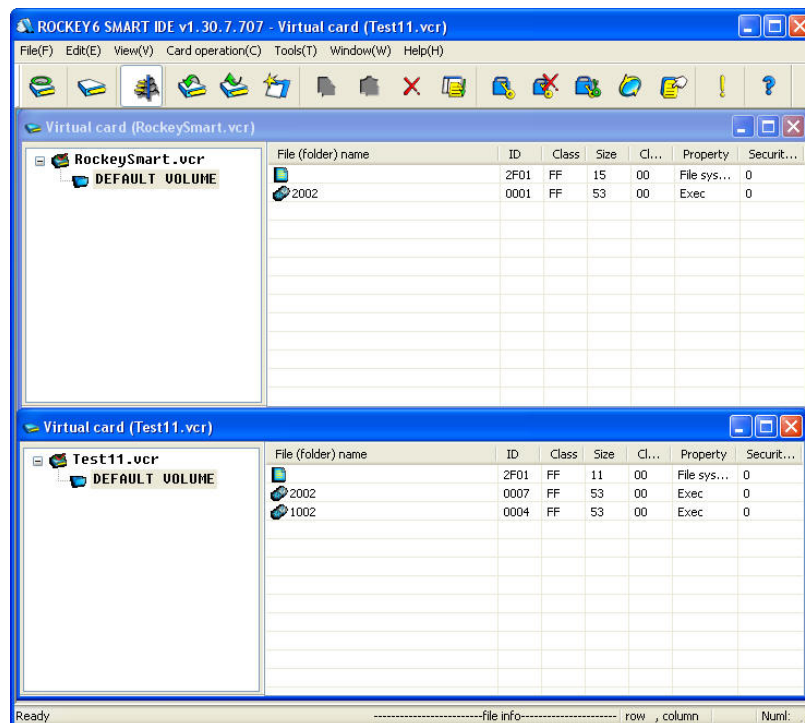 ROCKEY6 SMART IDE v1.30.7.707 - Virtual card (Test11.vcr)
File(F) Edit(E) View(V) Card operation(C) Tools(T) Window(W) Help(H)
Virtual card (RockeySmart.vcr)
RockeySmart.vcr
DEFAULT VOLUME
File (folder) name ID Class Size Cl... Property Securit...
2F01 FF 15 00 File sys... 0
2002 0001 FF 53 00 Exec 0
Virtual card (Test11.vcr)
Test11.vcr
DEFAULT VOLUME
File (folder) name ID Class Size Cl... Property Securit...
2F01 FF 11 00 File sys... 0
2002 0007 FF 53 00 Exec 0
1002 0004 FF 53 00 Exec 0
Ready -----------------------file info---------------------- row , column Numl: